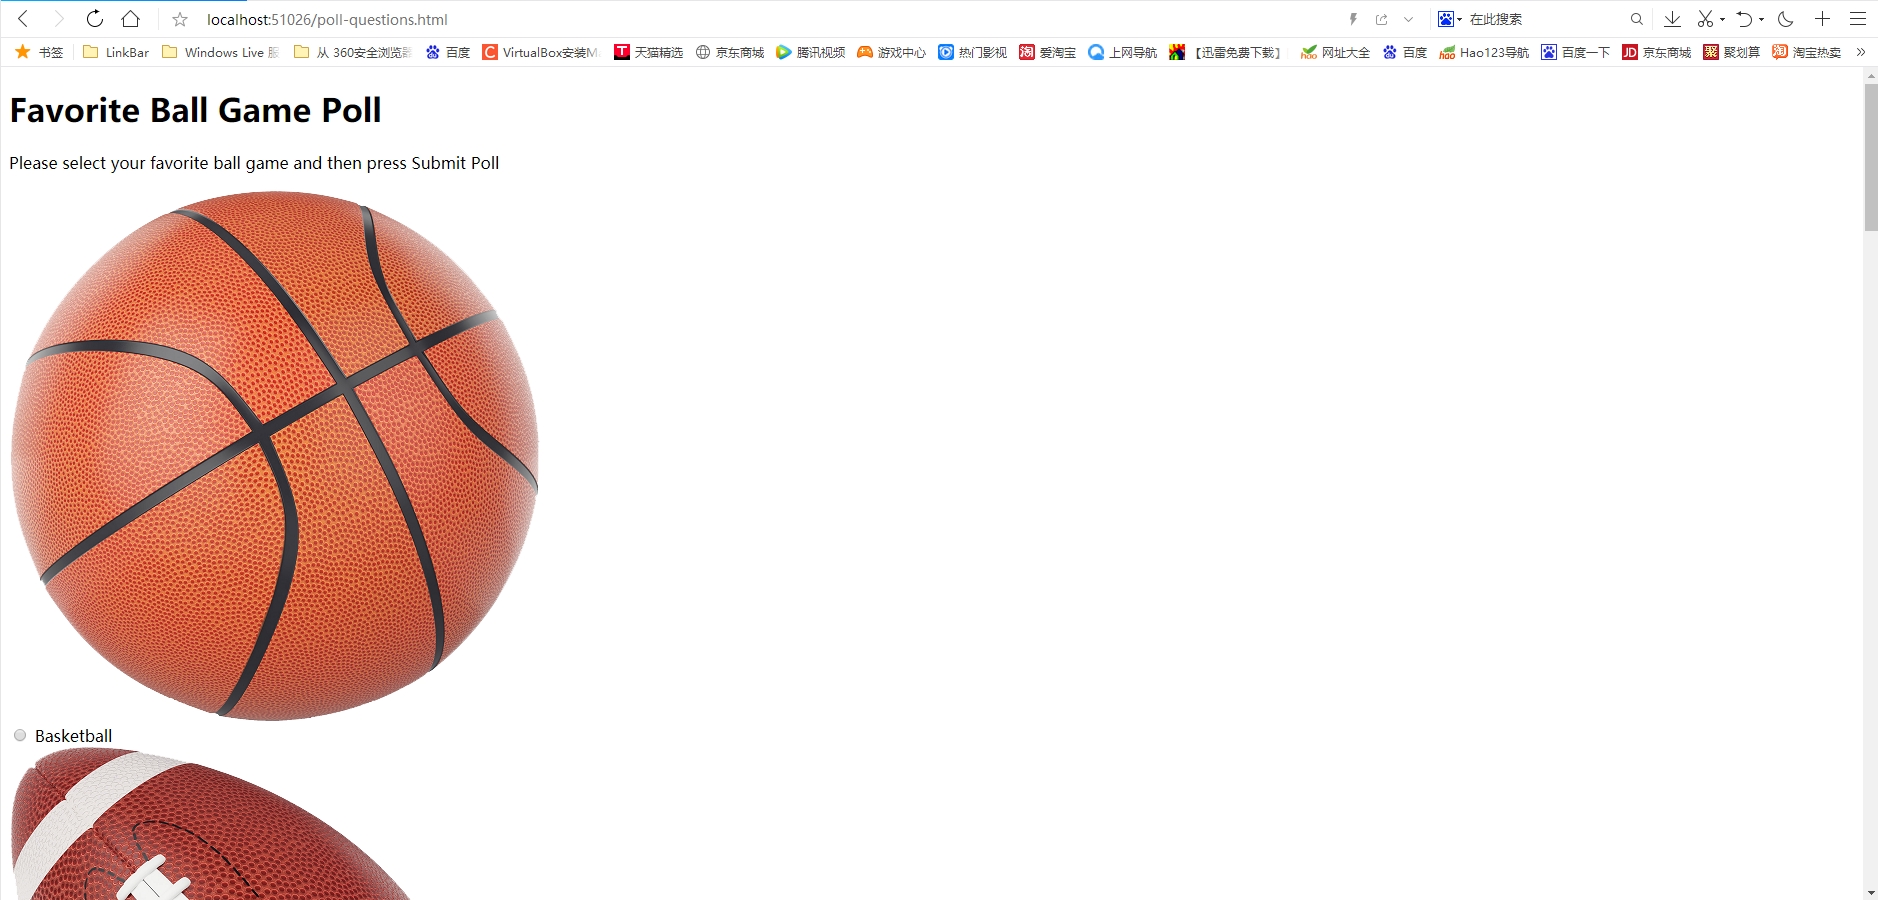 localhost:51026/poll-questions.html
在此搜索
书签 LinkBar Windows Live 从 360安全浏览器 百度 VirtualBox安装 天猫精选 京东商城 腾讯视频 游戏中心 热门影视 淘 爱淘宝 上网导航 【迅雷免费下载】 hao 网址大全 百度 hao Hao123导航 百度一下 JD 京东商城 聚 聚划算 淘 淘宝热卖
Favorite Ball Game Poll
Please select your favorite ball game and then press Submit Poll
Basketball